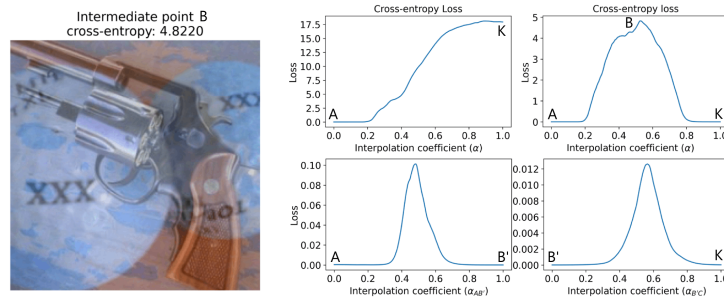 Intermediate point B
cross-entropy: 4.8220
XXX
XXX
Cross-entropy Loss
17.5
15.0
12.5
10.0
7.5
5.0
2.5
0.0
Loss
A
K
0.0 0.2 0.4 0.6 0.8 1.0
Interpolation coefficient (α)
Cross-entropy loss
5
4
3
2
1
0
Loss
A
B
K
0.0 0.2 0.4 0.6 0.8 1.0
Interpolation coefficient (α)
0.10
0.08
0.06
0.04
0.02
0.00
Loss
A
B'
0.0 0.2 0.4 0.6 0.8 1.0
Interpolation coefficient (α_AB')
0.012
0.010
0.008
0.006
0.004
0.002
0.000
B'
K
0.0 0.2 0.4 0.6 0.8 1.0
Interpolation coefficient (α_B'C)